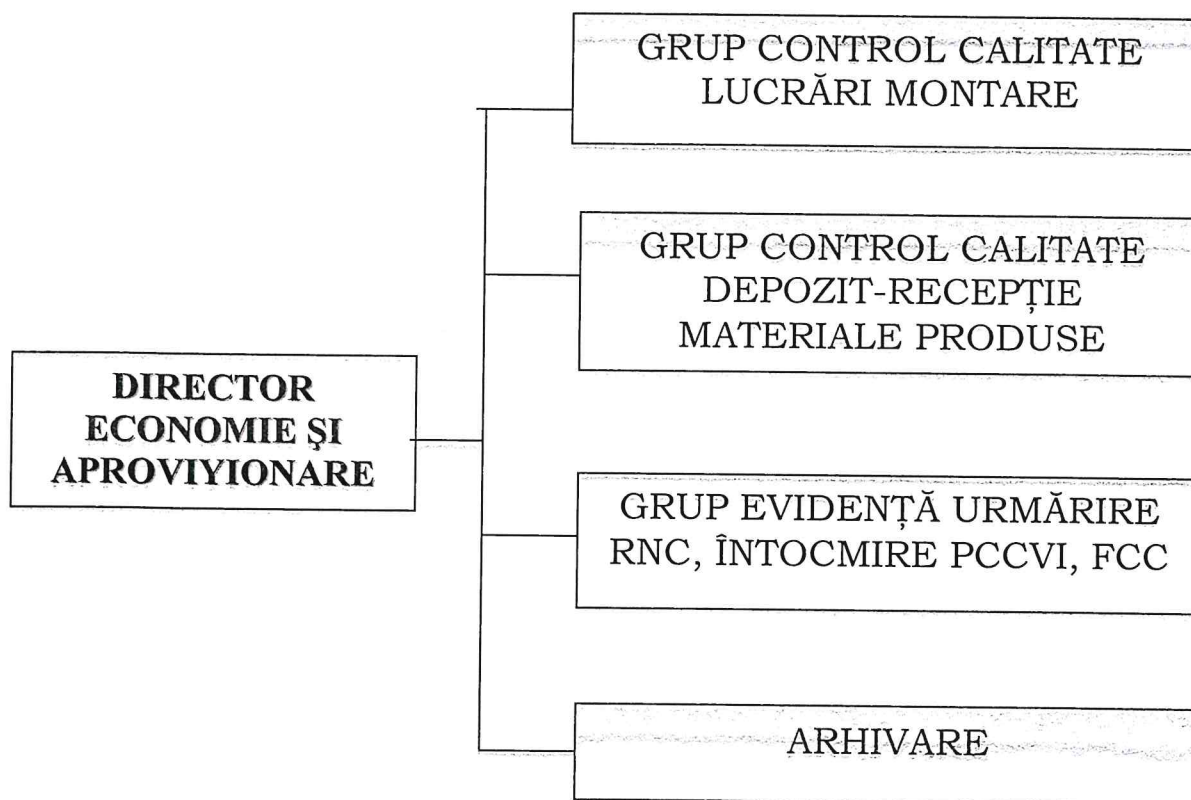 GRUP CONTROL CALITATE
LUCRĂRI MONTARE
GRUP CONTROL CALITATE
DEPOZIT-RECEPȚIE
MATERIALE PRODUSE
DIRECTOR
ECONOMIE ŞI
APROVIYIONARE
GRUP EVIDENȚĂ URMĂRIRE
RNC, ÎNTOCMIRE PCCVI, FCC
ARHIVARE